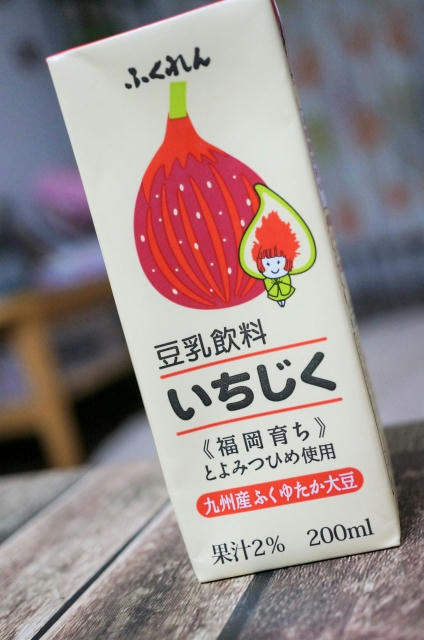 ふくれん
豆乳飲料
いちじく
《福岡育ち》
とよみつひめ使用
九州産ふくゆたか大豆
果汁2% 200ml